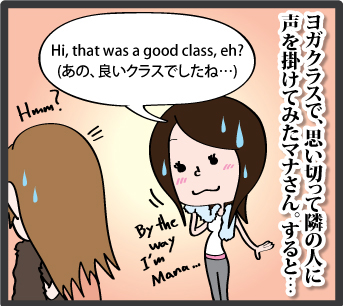 ヨガクラスで、思い切って隣の人に
声を掛けてみたマナさん。すると…
Hi, that was a good class, eh?
(あの、良いクラスでしたね…)
Hmm?
By the
way
I'm
Mana...